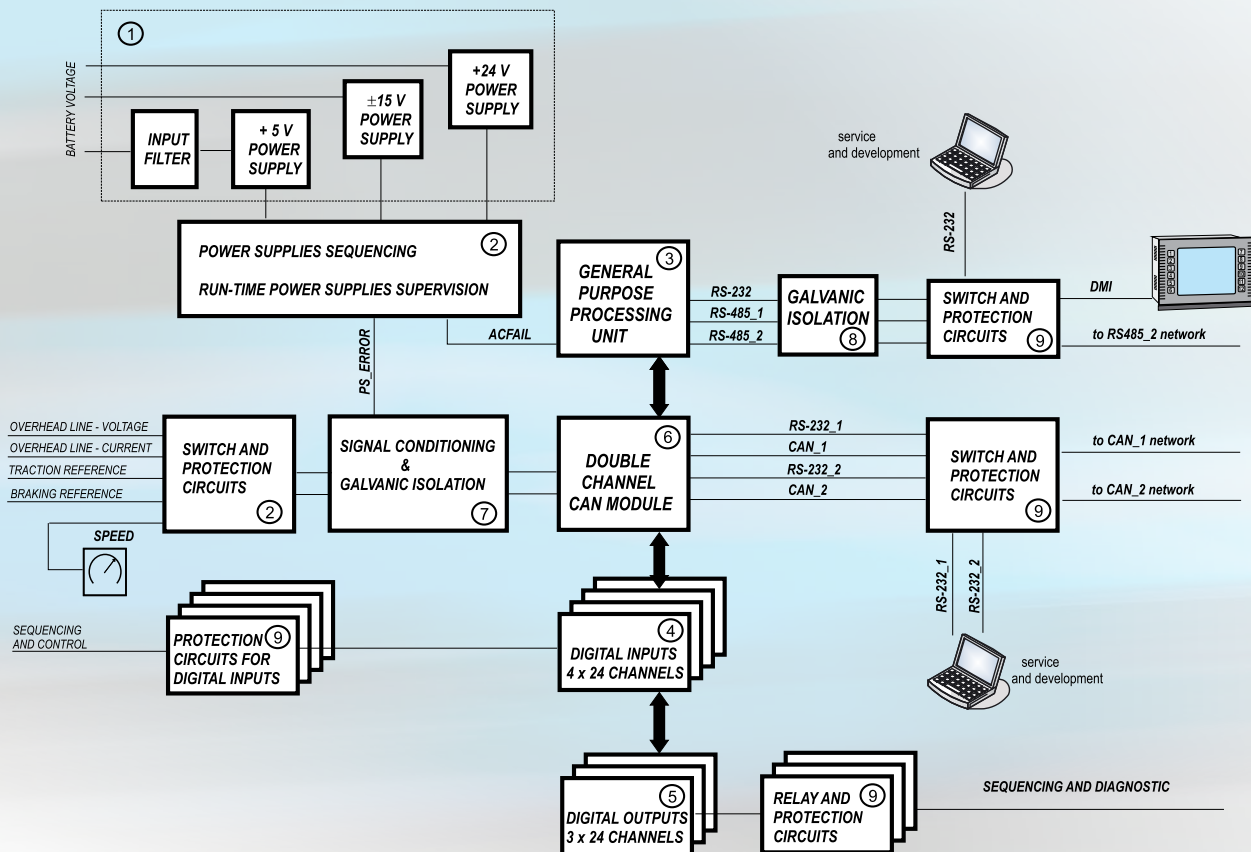 1
BATTERY VOLTAGE
INPUT
FILTER
+ 5 V
POWER
SUPPLY
±15 V
POWER
SUPPLY
+24 V
POWER
SUPPLY
2
POWER SUPPLIES SEQUENCING
RUN-TIME POWER SUPPLIES SUPERVISION
PS_ERROR
ACFAIL
3
GENERAL
PURPOSE
PROCESSING
UNIT
RS-232
RS-485_1
RS-485_2
GALVANIC
ISOLATION
8
service
and development
RS-232
SWITCH AND
PROTECTION
CIRCUITS
9
DMI
to RS485_2 network
OVERHEAD LINE - VOLTAGE
OVERHEAD LINE - CURRENT
TRACTION REFERENCE
BRAKING REFERENCE
SPEED
SWITCH AND
PROTECTION
CIRCUITS
2
SIGNAL CONDITIONING
&
GALVANIC ISOLATION
7
6
DOUBLE
CHANNEL
CAN MODULE
RS-232_1
CAN_1
RS-232_2
CAN_2
SWITCH AND
PROTECTION
CIRCUITS
9
to CAN_1 network
to CAN_2 network
RS-232_1
RS-232_2
service
and development
SEQUENCING
AND CONTROL
PROTECTION
CIRCUITS FOR
DIGITAL INPUTS
9
4
DIGITAL INPUTS
4 x 24 CHANNELS
5
DIGITAL OUTPUTS
3 x 24 CHANNELS
RELAY AND
PROTECTION
CIRCUITS
9
SEQUENCING AND DIAGNOSTIC